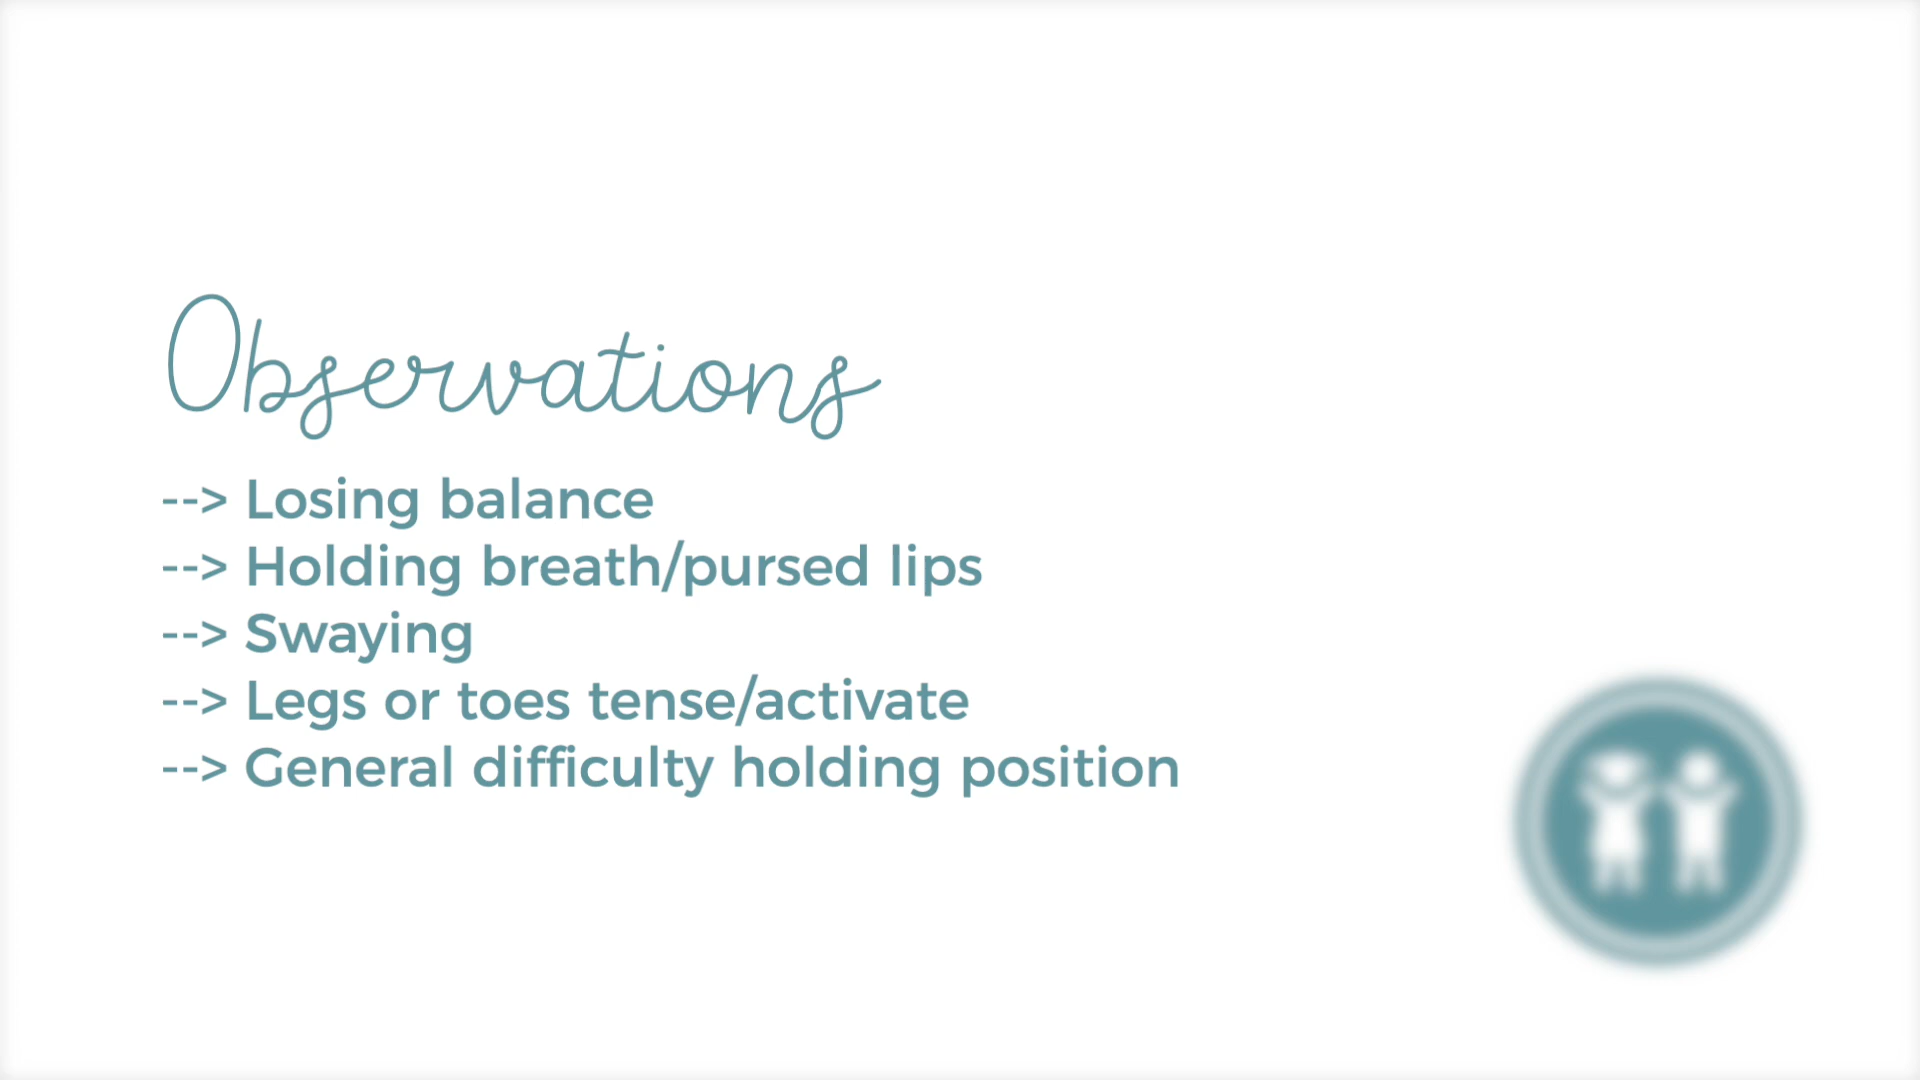 Observations
--> Losing balance
--> Holding breath/pursed lips
--> Swaying
--> Legs or toes tense/activate
--> General difficulty holding position